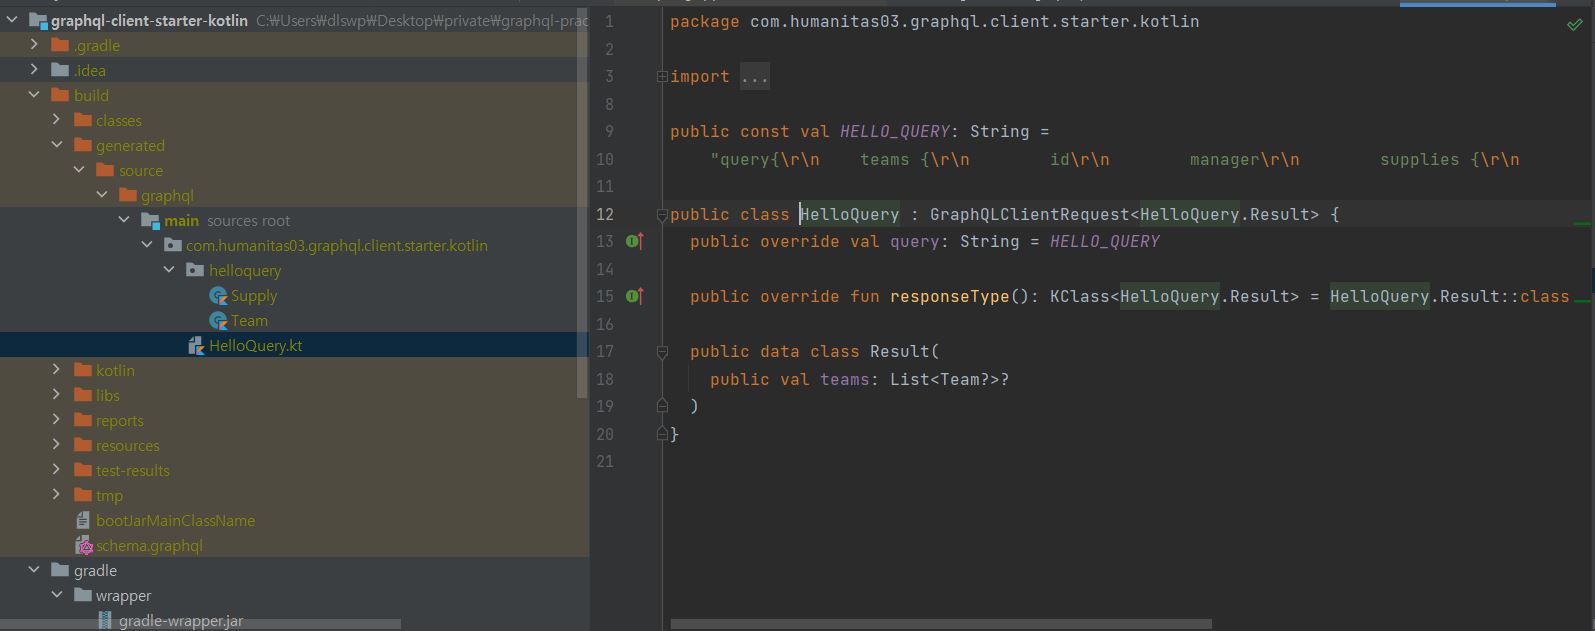 graphql-client-starter-kotlin C:₩Users₩dlswp₩Desktop₩private₩graphql-prac
.gradle
.idea
build
classes
generated
source
graphql
main sources root
com.humanitas03.graphql.client.starter.kotlin
helloquery
Supply
Team
HelloQuery.kt
kotlin
libs
reports
resources
test-results
tmp
bootJarMainClassName
schema.graphql
gradle
wrapper
gradle-wrapper.jar
1 package com.humanitas03.graphql.client.starter.kotlin
2
3 import ...
8
9 public const val HELLO_QUERY: String =
10 "query{\r\n    teams {\r\n        id\r\n        manager\r\n        supplies {\r\n
11
12 public class HelloQuery : GraphQLClientRequest<HelloQuery.Result> {
13 public override val query: String = HELLO_QUERY
14
15 public override fun responseType(): KClass<HelloQuery.Result> = HelloQuery.Result::class
16
17 public data class Result(
18 public val teams: List<Team?>?
19 )
20 }
21